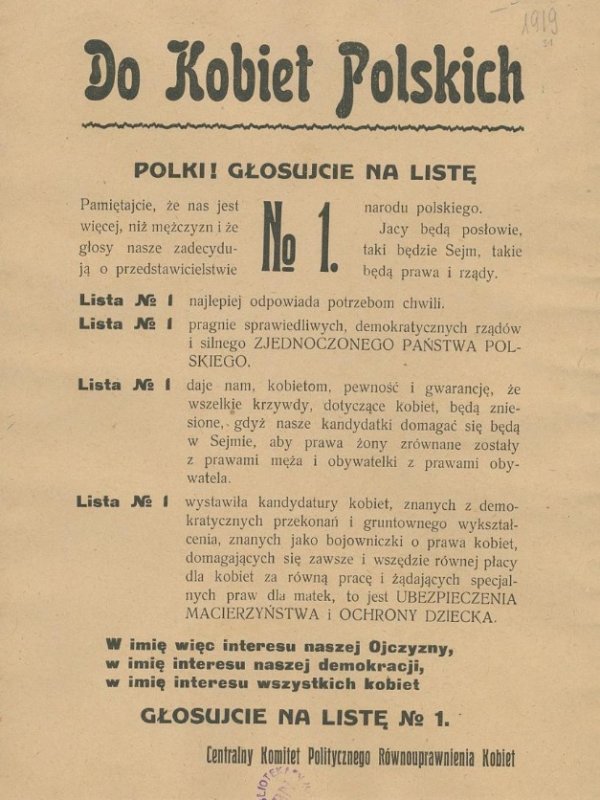 1919
Do Kobiet Polskich
POLKI! GŁOSUJCIE NA LISTĘ
Pamiętajcie, że nas jest
więcej, niż mężczyzn i że
głosy nasze zadecydu-
ją o przedstawicielstwie
№ 1.
narodu polskiego.
Jacy będą posłowie,
taki będzie Sejm, takie
będą prawa i rządy.
Lista № 1 najlepiej odpowiada potrzebom chwili.
Lista № 1 pragnie sprawiedliwych, demokratycznych rządów
i silnego ZJEDNOCZONEGO PAŃSTWA POL-
SKIEGO.
Lista № 1 daje nam, kobietom, pewność i gwarancję, że
wszelkie krzywdy, dotyczące kobiet, będą znie-
sione, gdyż nasze kandydatki domagać się będą
w Sejmie, aby prawa żony zrównane zostały
z prawami męża i obywatelki z prawami oby-
watela.
Lista № 1 wystawiła kandydatury kobiet, znanych z demo-
kratycznych przekonań i gruntownego wykształ-
cenia, znanych jako bojowniczki o prawa kobiet,
domagających się zawsze i wszędzie równej płacy
dla kobiet za równą pracę i żądających specjal-
nych praw dla matek, to jest UBEZPIECZENIA
MACIERZYŃSTWA i OCHRONY DZIECKA.
W imię więc interesu naszej Ojczyzny,
w imię interesu naszej demokracji,
w imię interesu wszystkich kobiet
GŁOSUJCIE NA LISTĘ № 1.
Centralny Komitet Politycznego Równouprawnienia Kobiet